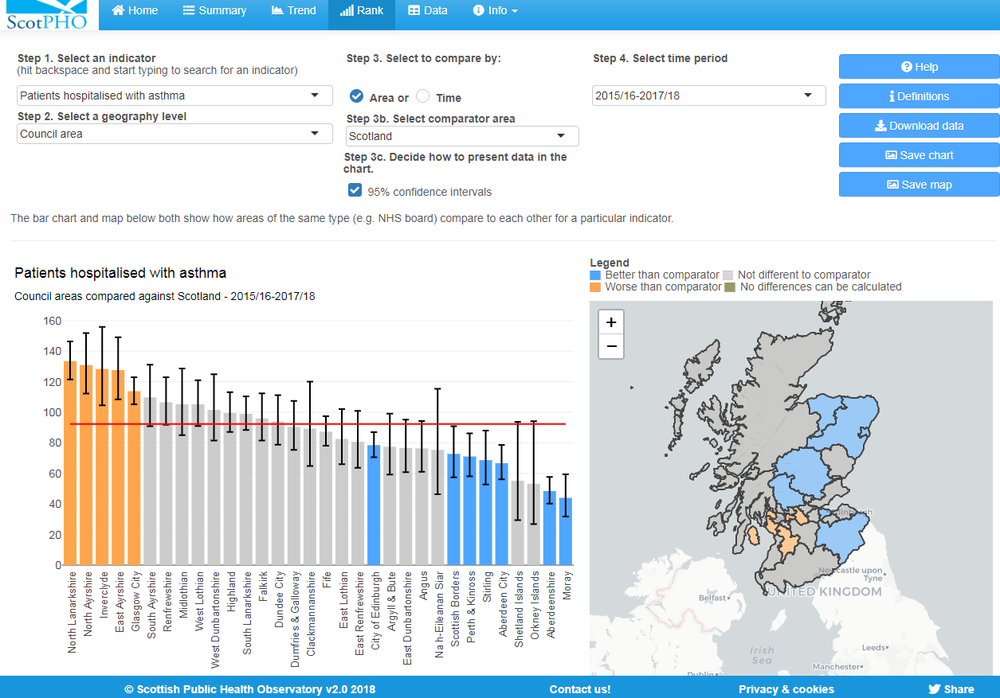 ScotPHO
Home
Summary
Trend
Rank
Data
Info
Step 1. Select an indicator
(hit backspace and start typing to search for an indicator)
Patients hospitalised with asthma
Step 2. Select a geography level
Council area
Step 3. Select to compare by:
Area or
Time
Step 3b. Select comparator area
Scotland
Step 3c. Decide how to present data in the
chart.
95% confidence intervals
Step 4. Select time period
2015/16-2017/18
Help
Definitions
Download data
Save chart
Save map
The bar chart and map below both show how areas of the same type (e.g. NHS board) compare to each other for a particular indicator.
Patients hospitalised with asthma
Council areas compared against Scotland - 2015/16-2017/18
160
140
120
100
80
60
40
20
0
North Lanarkshire
North Ayrshire
Inverclyde
East Ayrshire
Glasgow City
South Ayrshire
Renfrewshire
Midlothian
West Lothian
West Dunbartonshire
Highland
South Lanarkshire
Falkirk
Dundee City
Dumfries & Galloway
Clackmannanshire
Fife
East Lothian
East Renfrewshire
City of Edinburgh
Argyll & Bute
East Dunbartonshire
Angus
Na h-Eileanan Siar
Scottish Borders
Perth & Kinross
Stirling
Aberdeen City
Shetland Islands
Orkney Islands
Aberdeenshire
Moray
Legend
Better than comparator
Not different to comparator
Worse than comparator
No differences can be calculated
+
−
Edinburgh
Newcastle upon
Tyne
UNITED KINGDOM
Belfast
Irish
Sea
Leeds
Manchester
Dublin
© Scottish Public Health Observatory v2.0 2018
Contact us!
Privacy & cookies
Share